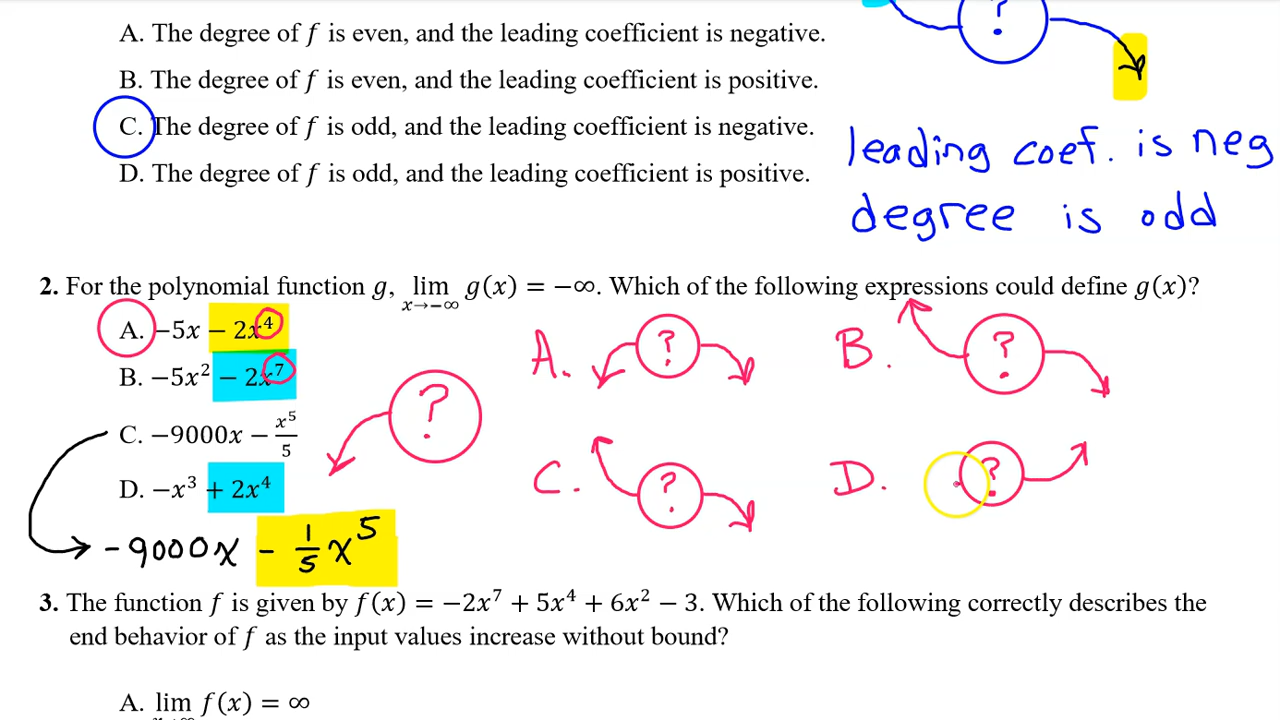 ?
A. The degree of f is even, and the leading coefficient is negative.
B. The degree of f is even, and the leading coefficient is positive.
C. The degree of f is odd, and the leading coefficient is negative.
D. The degree of f is odd, and the leading coefficient is positive.
leading coef. is neg
degree is odd
2. For the polynomial function g, lim x→−∞ g(x) = −∞. Which of the following expressions could define g(x)?
A. −5x − 2x⁴
B. −5x² − 2x⁷
C. −9000x − x⁵/5
D. −x³ + 2x⁴
?
A. ?
B. ?
C. ?
D. ?
-9000x - 1/5 x⁵
3. The function f is given by f(x) = −2x⁷ + 5x⁴ + 6x² − 3. Which of the following correctly describes the
end behavior of f as the input values increase without bound?
A. lim f(x) = ∞